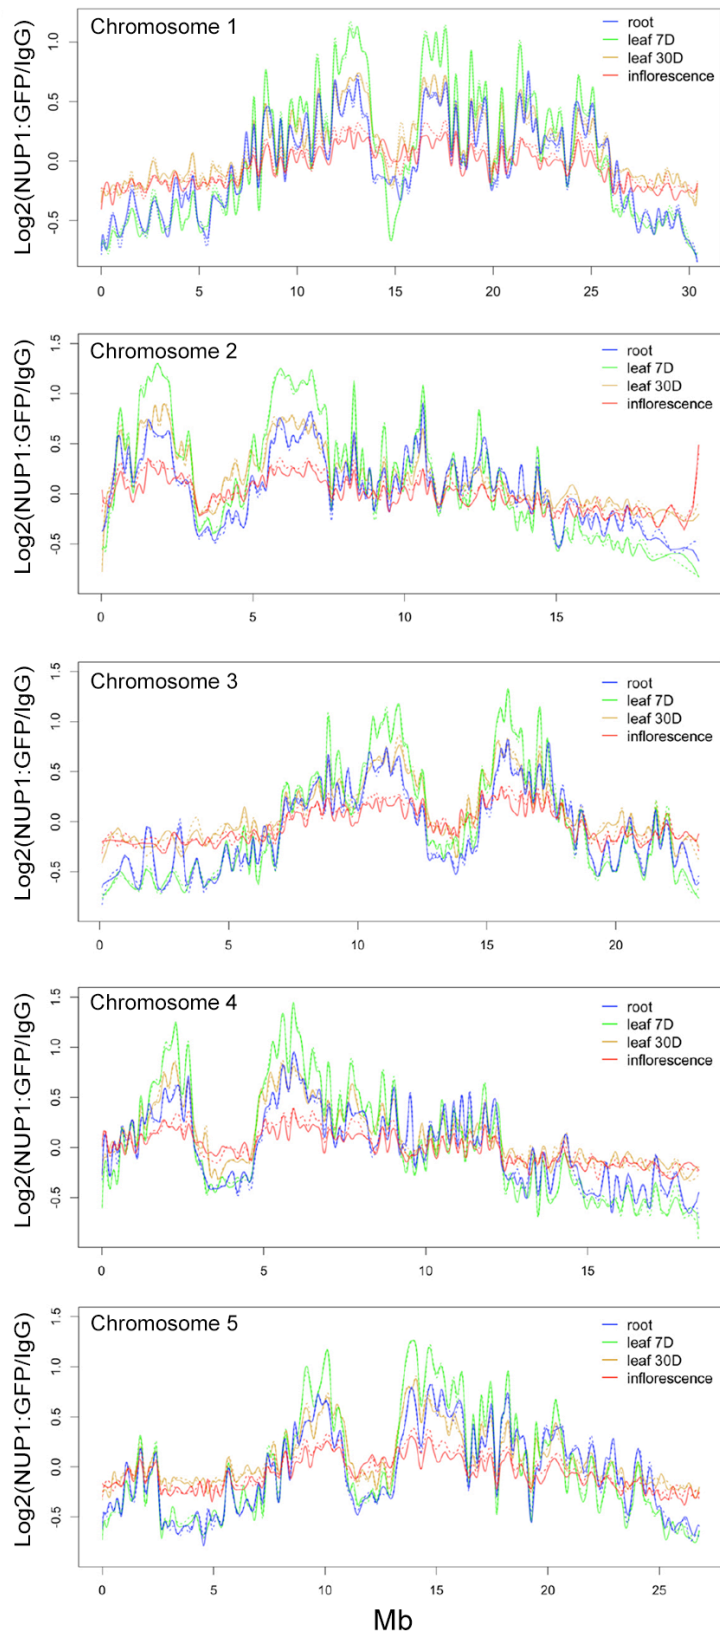 Chromosome 1
root
leaf 7D
leaf 30D
inflorescence
Log2(NUP1:GFP/IgG)
1.0
0.5
0.0
-0.5
0 5 10 15 20 25 30
Chromosome 2
root
leaf 7D
leaf 30D
inflorescence
Log2(NUP1:GFP/IgG)
1.5
1.0
0.5
0.0
-0.5
0 5 10 15
Chromosome 3
root
leaf 7D
leaf 30D
inflorescence
Log2(NUP1:GFP/IgG)
1.5
1.0
0.5
0.0
-0.5
0 5 10 15 20
Chromosome 4
root
leaf 7D
leaf 30D
inflorescence
Log2(NUP1:GFP/IgG)
1.5
1.0
0.5
0.0
-0.5
0 5 10 15
Chromosome 5
root
leaf 7D
leaf 30D
inflorescence
Log2(NUP1:GFP/IgG)
1.5
1.0
0.5
0.0
-0.5
0 5 10 15 20 25
Mb